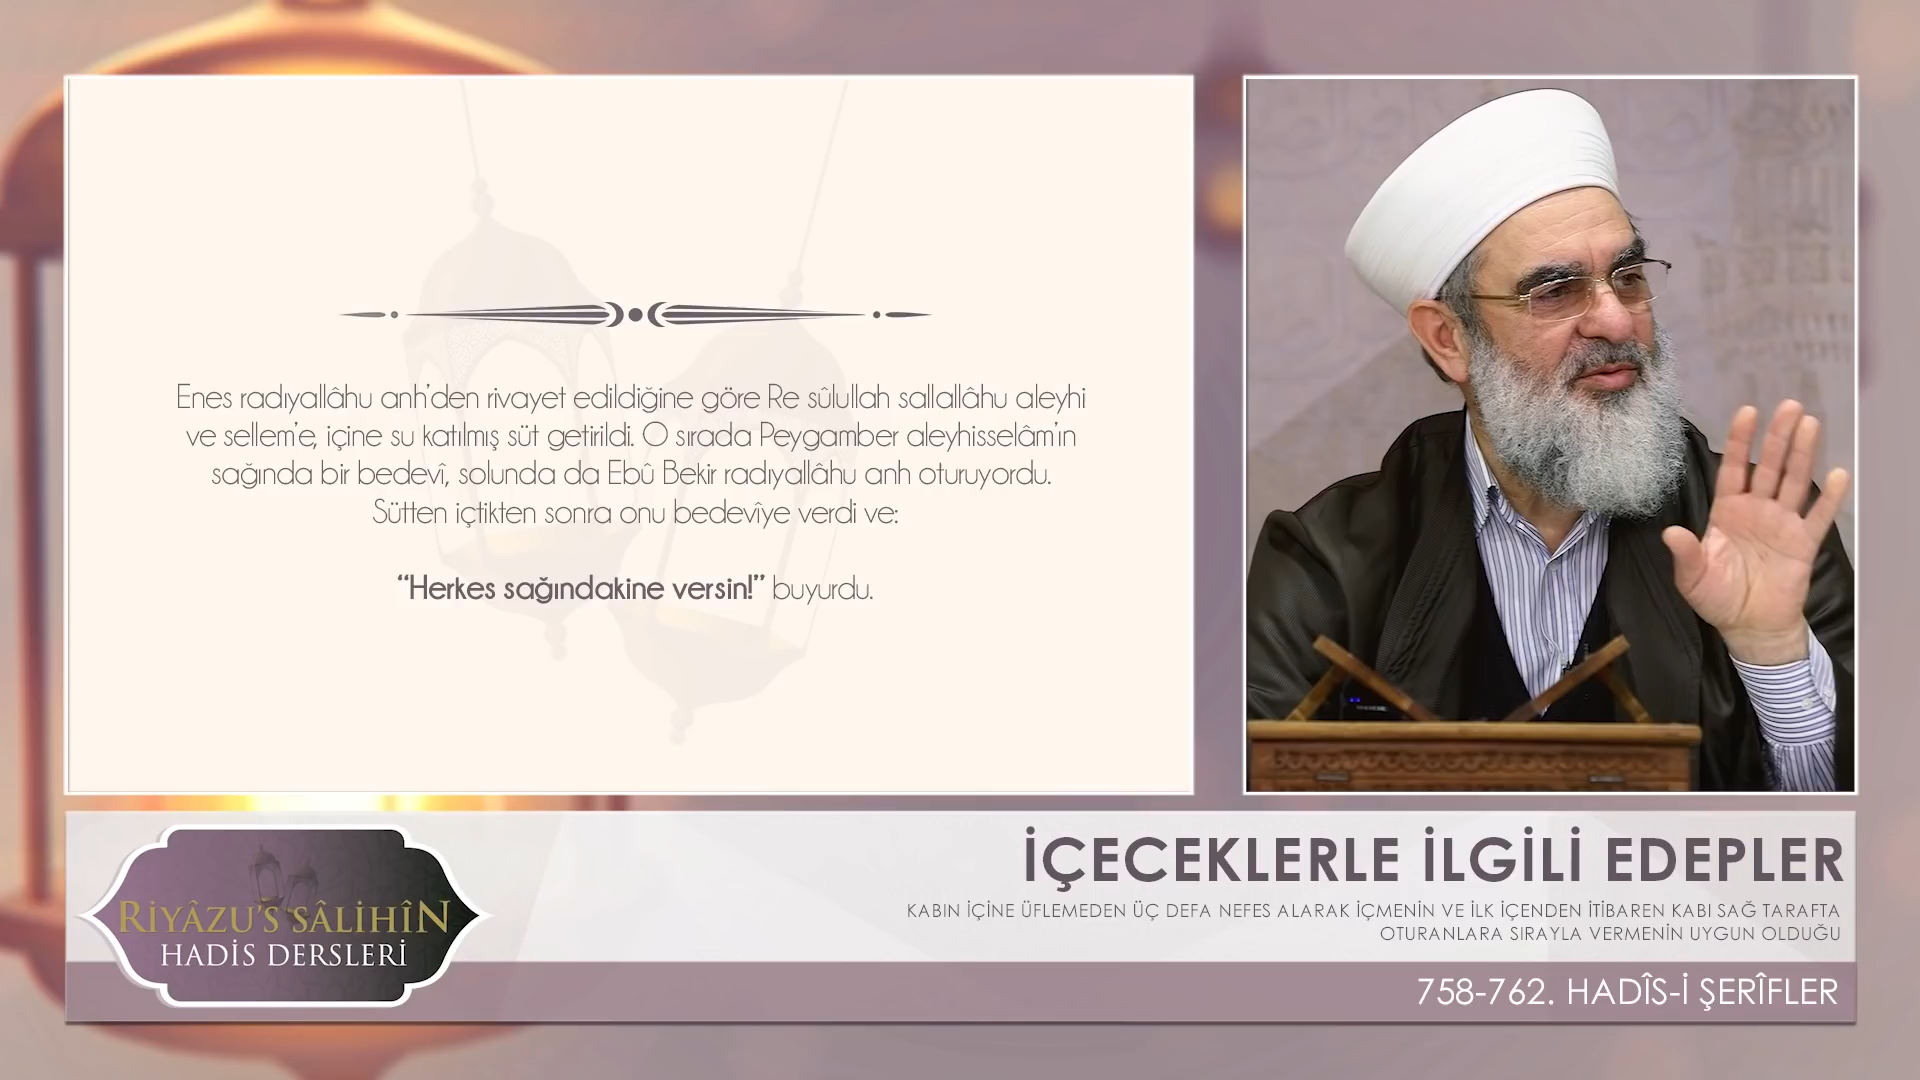 Enes radıyallâhu anh'den rivayet edildiğine göre Re sûlullah sallallâhu aleyhi
ve sellem'e, içine su katılmış süt getirildi. O sırada Peygamber aleyhisselâm'ın
sağında bir bedevî, solunda da Ebû Bekir radıyallâhu anh oturuyordu.
Sütten içtikten sonra onu bedevîye verdi ve:
“Herkes sağındakine versin!” buyurdu.
İÇECEKLERLE İLGİLİ EDEPLER
KABIN İÇİNE ÜFLEMEDEN ÜÇ DEFA NEFES ALARAK İÇMENİN VE İLK İÇENDEN İTİBAREN KABI SAĞ TARAFTA
OTURANLARA SIRAYLA VERMENİN UYGUN OLDUĞU
RİYÂZU'S SÂLİHÎN
HADİS DERSLERİ
758-762. HADÎS-İ ŞERÎFLER